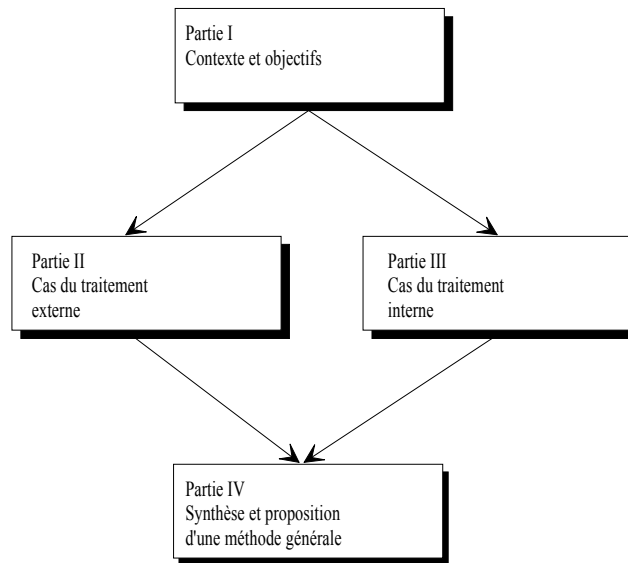 Partie I
Contexte et objectifs
Partie II
Cas du traitement
externe
Partie III
Cas du traitement
interne
Partie IV
Synthèse et proposition
d'une méthode générale